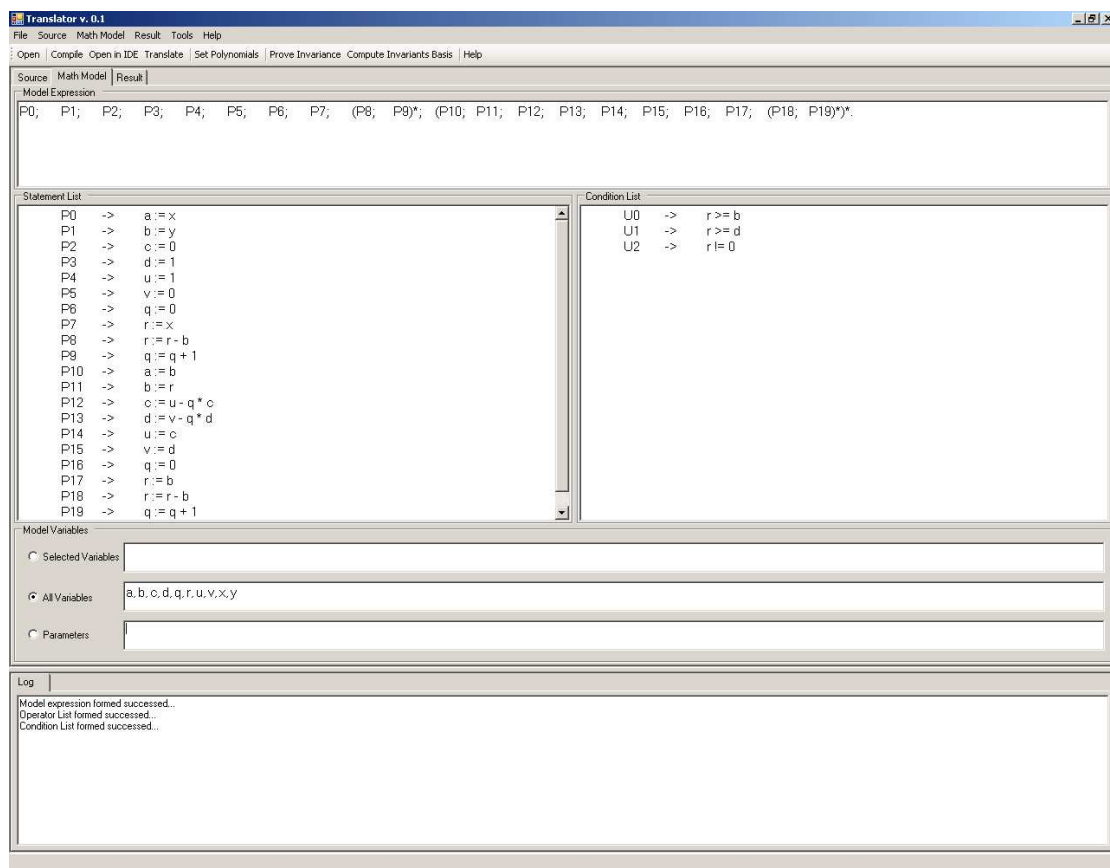 Translator v. 0.1
File Source Math Model Result Tools Help
Open Compile Open in IDE Translate Set Polynomials Prove Invariance Compute Invariants Basis Help
Source Math Model Result
Model Expression
P0; P1; P2; P3; P4; P5; P6; P7; (P8; P9)*; (P10; P11; P12; P13; P14; P15; P16; P17; (P18; P19)*)*.
Statement List
P0 -> a := x
P1 -> b := y
P2 -> c := 0
P3 -> d := 1
P4 -> u := 1
P5 -> v := 0
P6 -> q := 0
P7 -> r := x
P8 -> r := r - b
P9 -> q := q + 1
P10 -> a := b
P11 -> b := r
P12 -> c := u - q * c
P13 -> d := v - q * d
P14 -> u := c
P15 -> v := d
P16 -> q := 0
P17 -> r := b
P18 -> r := r - b
P19 -> q := q + 1
Condition List
U0 -> r >= b
U1 -> r >= d
U2 -> r != 0
Model Variables
Selected Variables
All Variables a, b, c, d, q, r, u, v, x, y
Parameters
Log
Model expression formed successed...
Operator List formed successed...
Condition List formed successed...